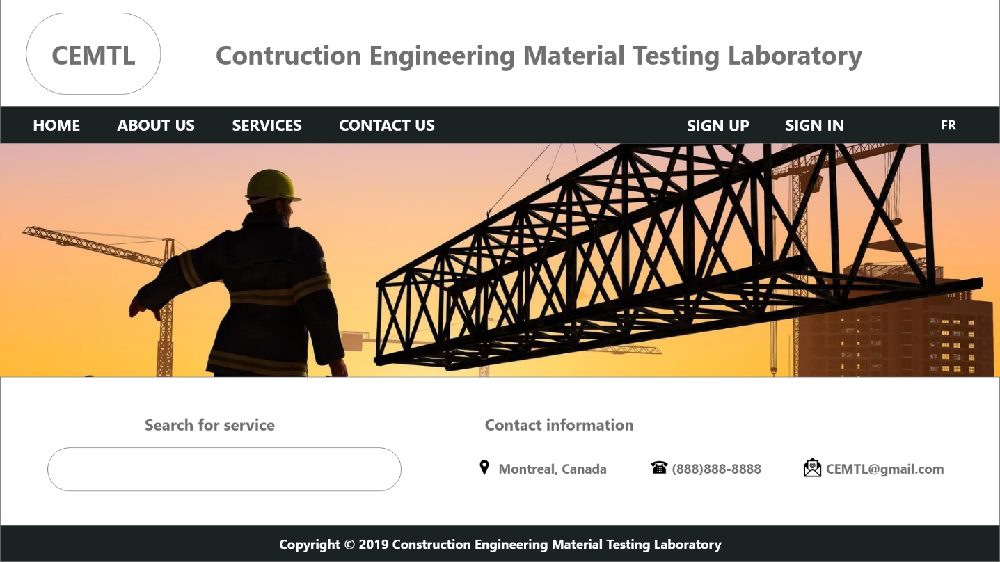 CEMTL
Contruction Engineering Material Testing Laboratory
HOME ABOUT US SERVICES CONTACT US SIGN UP SIGN IN FR
Search for service
Contact information
Montreal, Canada (888)888-8888 CEMTL@gmail.com
Copyright © 2019 Construction Engineering Material Testing Laboratory